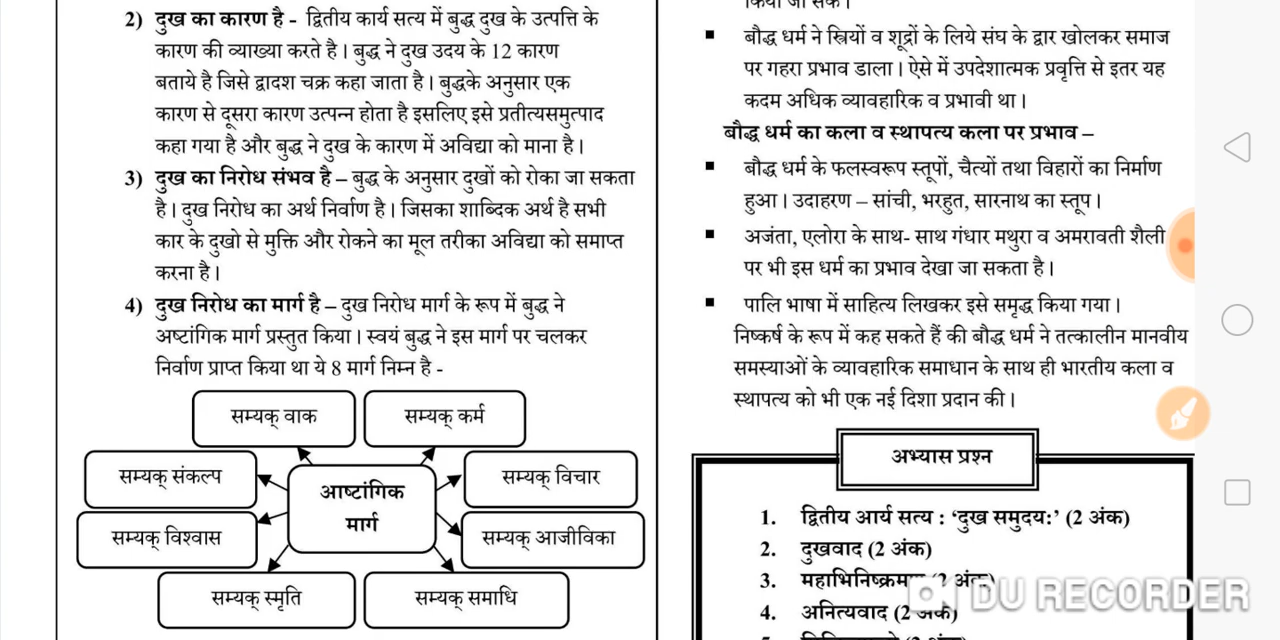 2) दुख का कारण है - द्वितीय कार्य सत्य में बुद्ध दुख के उत्पत्ति के
कारण की व्याख्या करते है। बुद्ध ने दुख उदय के 12 कारण
बताये है जिसे द्वादश चक्र कहा जाता है। बुद्धके अनुसार एक
कारण से दूसरा कारण उत्पन्न होता है इसलिए इसे प्रतीत्यसमुत्पाद
कहा गया है और बुद्ध ने दुख के कारण में अविद्या को माना है।
3) दुख का निरोध संभव है – बुद्ध के अनुसार दुखों को रोका जा सकता
है। दुख निरोध का अर्थ निर्वाण है। जिसका शाब्दिक अर्थ है सभी
कार के दुखो से मुक्ति और रोकने का मूल तरीका अविद्या को समाप्त
करना है।
4) दुख निरोध का मार्ग है – दुख निरोध मार्ग के रूप में बुद्ध ने
अष्टांगिक मार्ग प्रस्तुत किया। स्वयं बुद्ध ने इस मार्ग पर चलकर
निर्वाण प्राप्त किया था ये 8 मार्ग निम्न है -
सम्यक् वाक
सम्यक् कर्म
सम्यक् संकल्प
सम्यक् विचार
आष्टांगिक
मार्ग
सम्यक् विश्वास
सम्यक् आजीविका
सम्यक् स्मृति
सम्यक् समाधि
किया जा सके।
▪ बौद्ध धर्म ने स्त्रियों व शूद्रों के लिये संघ के द्वार खोलकर समाज
पर गहरा प्रभाव डाला। ऐसे में उपदेशात्मक प्रवृत्ति से इतर यह
कदम अधिक व्यावहारिक व प्रभावी था।
बौद्ध धर्म का कला व स्थापत्य कला पर प्रभाव –
▪ बौद्ध धर्म के फलस्वरूप स्तूपों, चैत्यों तथा विहारों का निर्माण
हुआ। उदाहरण – सांची, भरहुत, सारनाथ का स्तूप।
▪ अजंता, एलोरा के साथ- साथ गंधार मथुरा व अमरावती शैली
पर भी इस धर्म का प्रभाव देखा जा सकता है।
▪ पालि भाषा में साहित्य लिखकर इसे समृद्ध किया गया।
निष्कर्ष के रूप में कह सकते हैं की बौद्ध धर्म ने तत्कालीन मानवीय
समस्याओं के व्यावहारिक समाधान के साथ ही भारतीय कला व
स्थापत्य को भी एक नई दिशा प्रदान की।
अभ्यास प्रश्न
1. द्वितीय आर्य सत्य : ‘दुख समुदय:’ (2 अंक)
2. दुखवाद (2 अंक)
3. महाभिनिष्क्रमण (2 अंक)
4. अनित्यवाद (2 अंक)
DU RECORDER